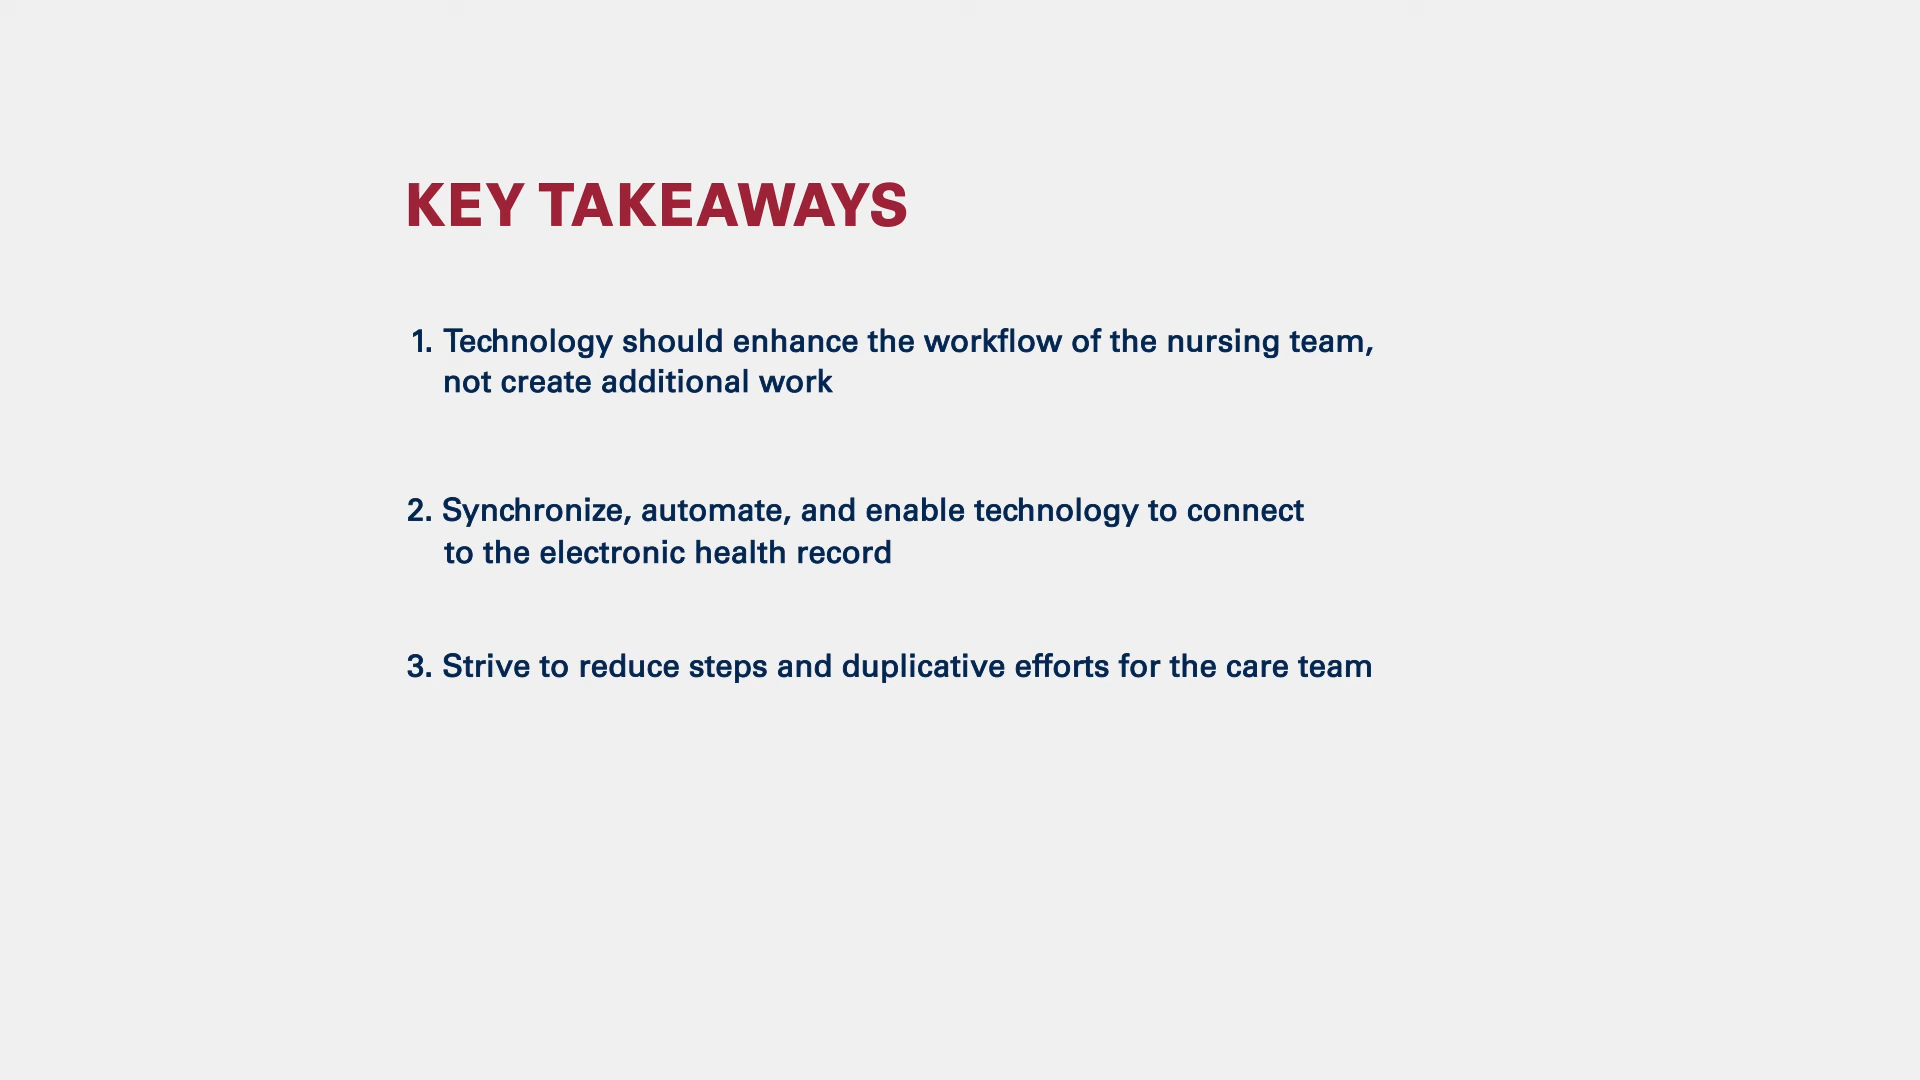 KEY TAKEAWAYS
1. Technology should enhance the workflow of the nursing team,
not create additional work
2. Synchronize, automate, and enable technology to connect
to the electronic health record
3. Strive to reduce steps and duplicative efforts for the care team